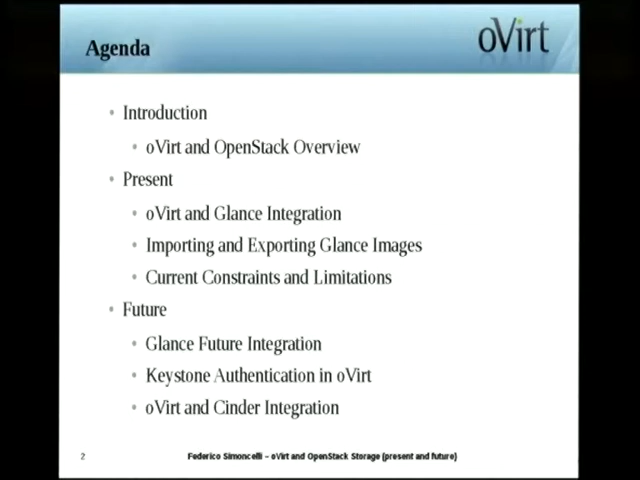 Agenda
oVirt
Introduction
oVirt and OpenStack Overview
Present
oVirt and Glance Integration
Importing and Exporting Glance Images
Current Constraints and Limitations
Future
Glance Future Integration
Keystone Authentication in oVirt
oVirt and Cinder Integration
2
Federico Simoncelli – oVirt and OpenStack Storage (present and future)